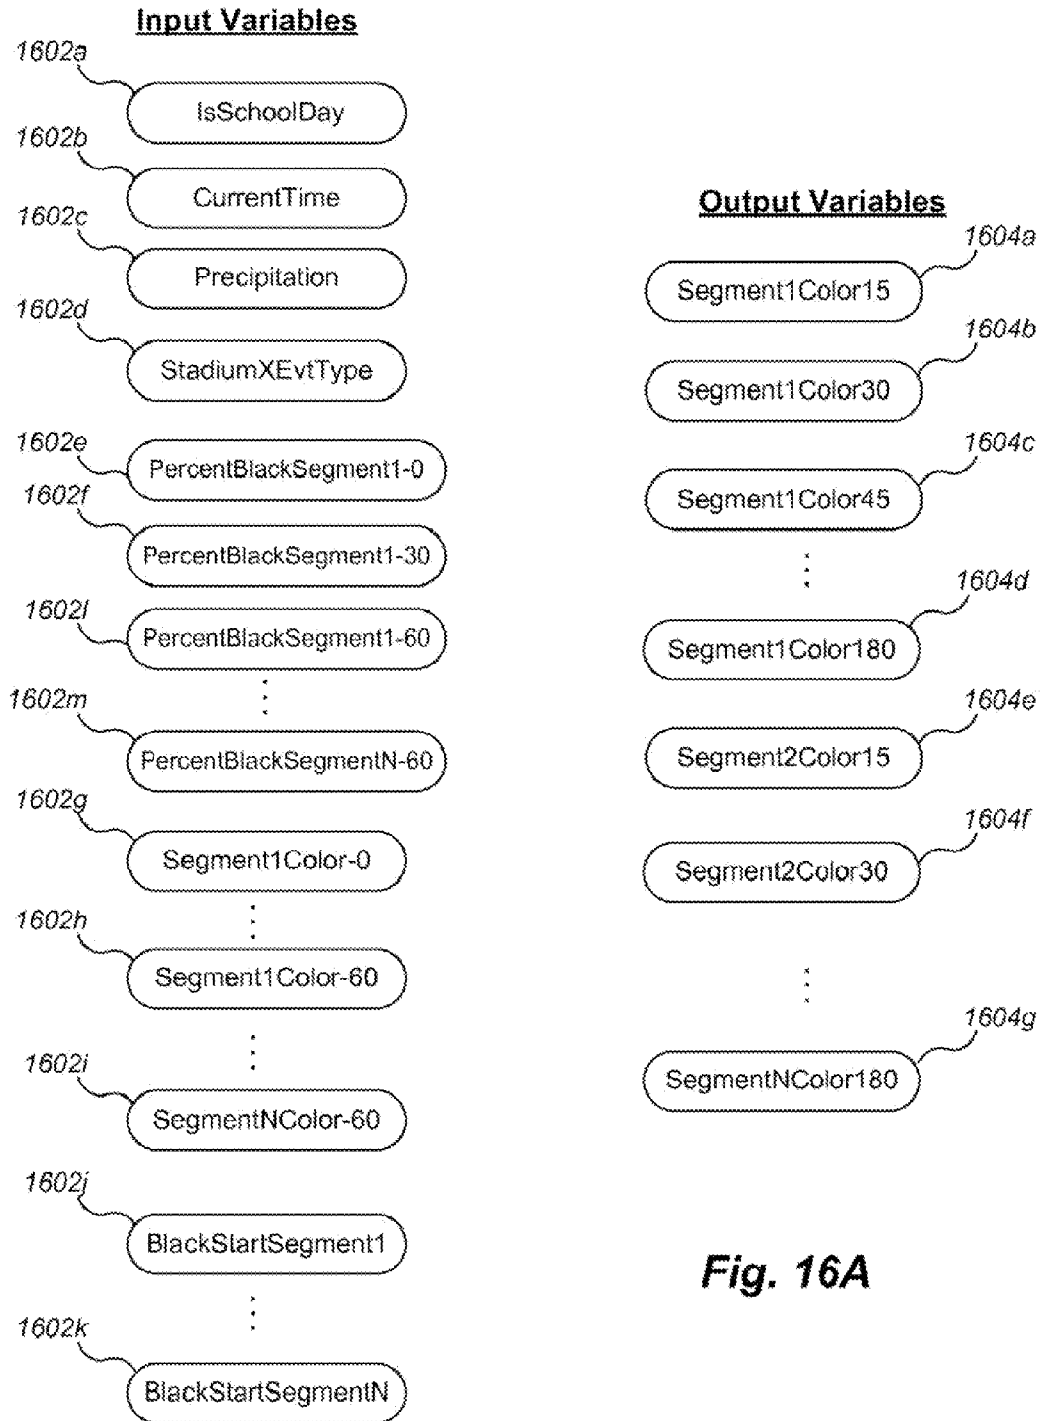 Input Variables
1602a
IsSchoolDay
1602b
CurrentTime
1602c
Precipitation
1602d
StadiumXEvtType
1602e
PercentBlackSegment1-0
1602f
PercentBlackSegment1-30
1602l
PercentBlackSegment1-60
1602m
PercentBlackSegmentN-60
1602g
Segment1Color-0
1602h
Segment1Color-60
1602i
SegmentNColor-60
1602j
BlackStartSegment1
1602k
BlackStartSegmentN
Output Variables
1604a
Segment1Color15
1604b
Segment1Color30
1604c
Segment1Color45
1604d
Segment1Color180
1604e
Segment2Color15
1604f
Segment2Color30
1604g
SegmentNColor180
Fig. 16A